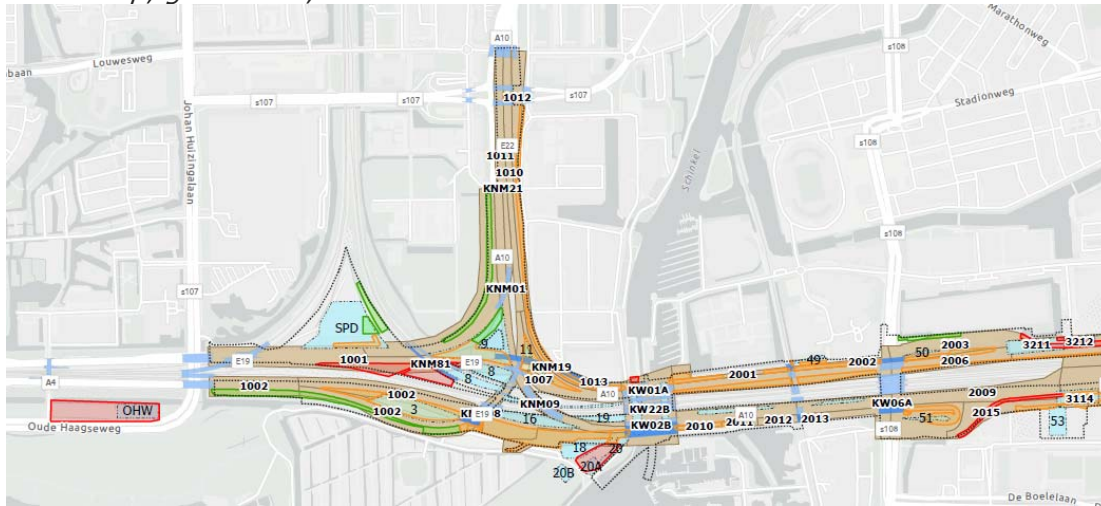 A10
Louwesweg
s107
1012
s107
s108
Marathonweg
Stadionweg
Johan Huizingalaan
E22
1011
1010
KNM21
Schinkel
s108
s107
A10
KNM01
s108
SPD
9
11
E19
1001
KNM81
E19
8
8
KNM19
1007
1013
A10
KW01A
2001
49
2002
50
2003
2006
3211
3212
A4
OHW
Oude Haagseweg
1002
1002
1002
3
E19
8
KNM09
16
19
KW22B
KW02B
2010
2011
A10
2012
2013
KW06A
s108
2009
51
2015
3114
53
18
20
20A
20B
De Boelelaan